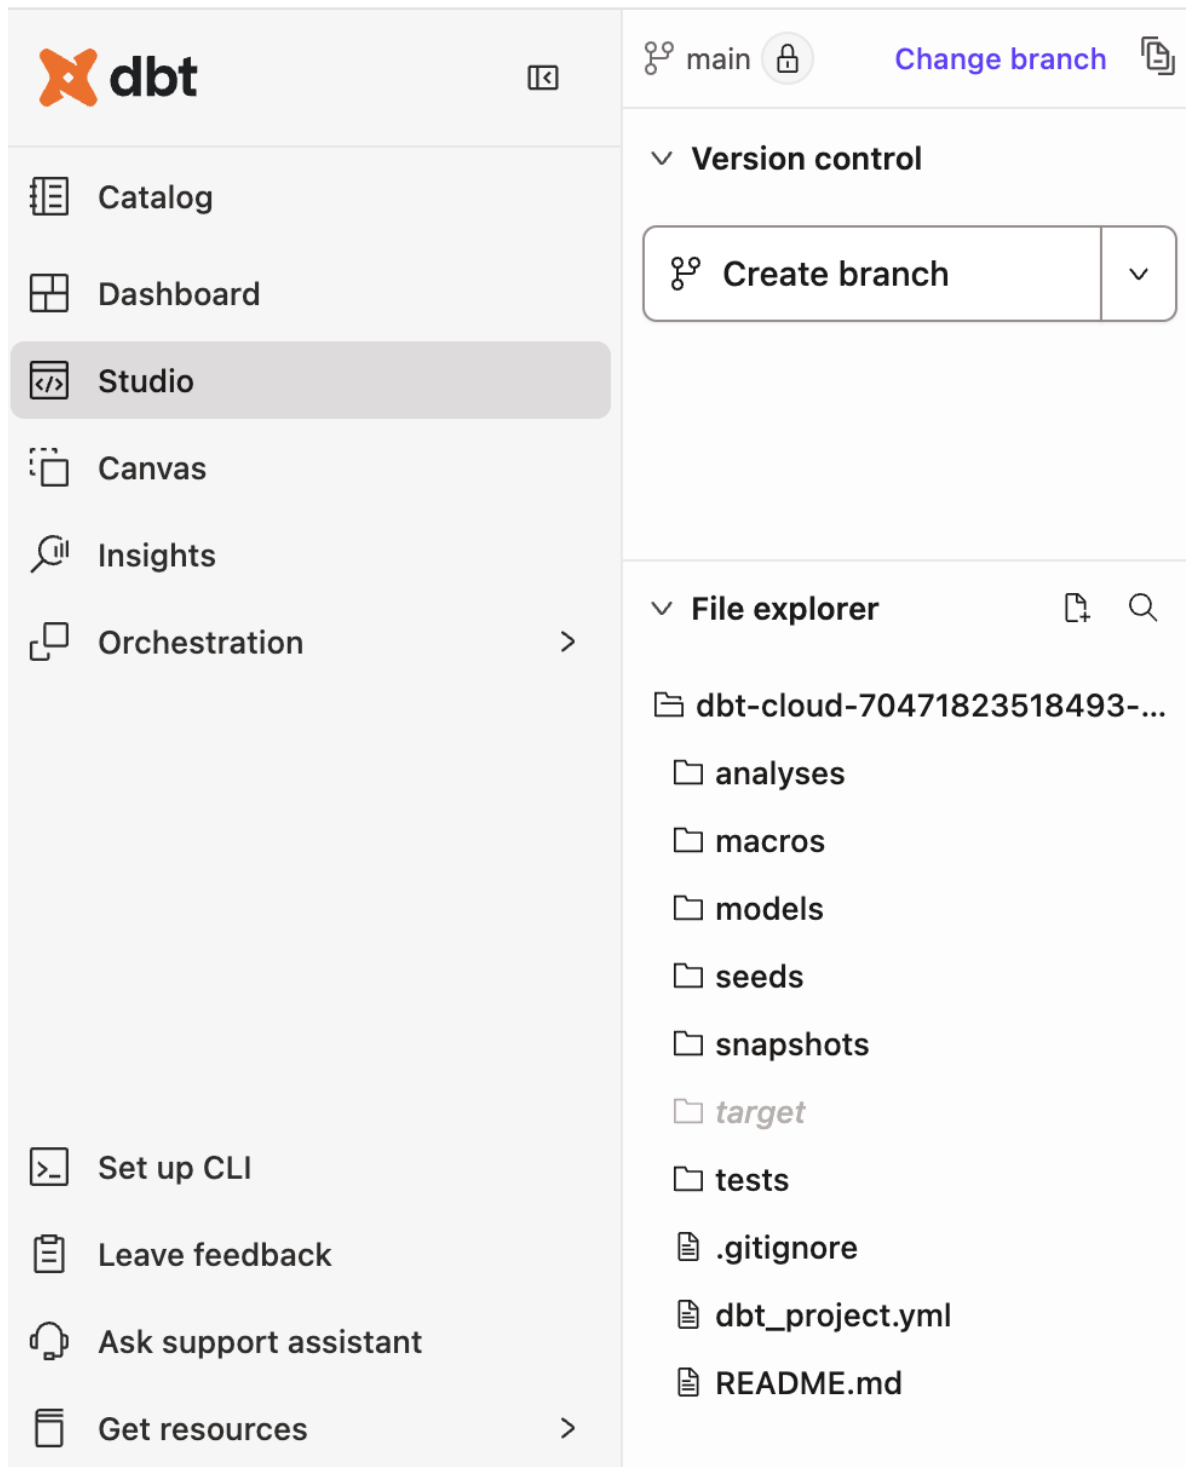 dbt
Catalog
Dashboard
Studio
Canvas
Insights
Orchestration
Set up CLI
Leave feedback
Ask support assistant
Get resources
main
Change branch
Version control
Create branch
File explorer
dbt-cloud-70471823518493-...
analyses
macros
models
seeds
snapshots
target
tests
.gitignore
dbt_project.yml
README.md